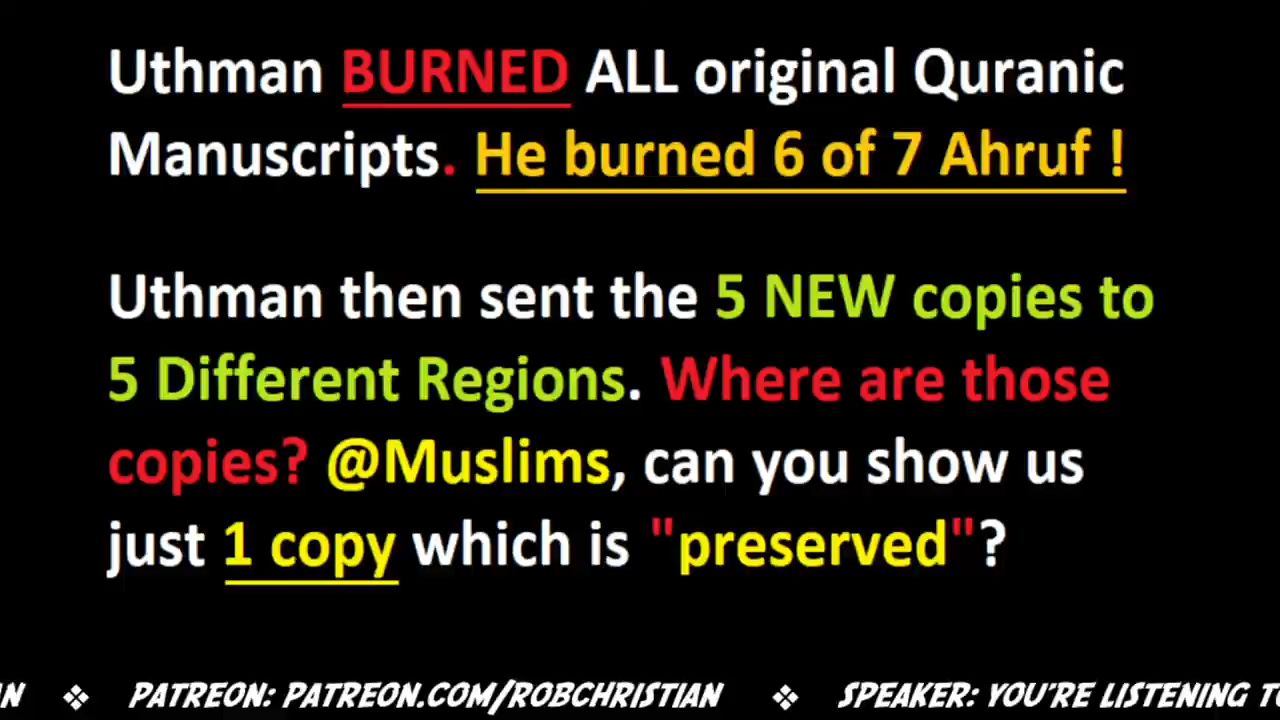 Uthman BURNED ALL original Quranic
Manuscripts. He burned 6 of 7 Ahruf !
Uthman then sent the 5 NEW copies to
5 Different Regions. Where are those
copies? @Muslims, can you show us
just 1 copy which is "preserved"?
❖ PATREON: PATREON.COM/ROBCHRISTIAN ❖ SPEAKER: YOU'RE LISTENING